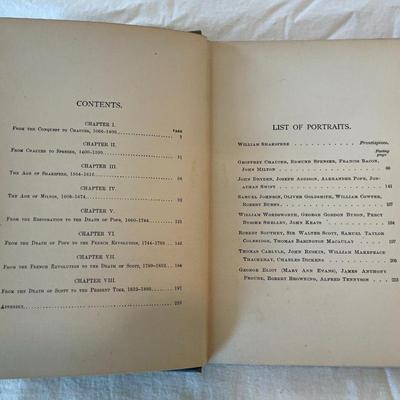 CONTENTS.
CHAPTER I.
PAGE
FROM THE CONQUEST TO CHAUCER, 1066-1400
CHAPTER II.
FROM CHAUCER TO SPENSER, 1400-1599
CHAPTER III.
THE AGE OF SHAKSPERE, 1564-1616
CHAPTER IV.
THE AGE OF MILTON, 1608-1674
CHAPTER V.
FROM THE RESTORATION TO THE DEATH OF POPE, 1660-1744
CHAPTER VI.
FROM THE DEATH OF POPE TO THE FRENCH REVOLUTION, 1744-1789
CHAPTER VII.
FROM THE FRENCH REVOLUTION TO THE DEATH OF SCOTT, 1789-1832
CHAPTER VIII.
FROM THE DEATH OF SCOTT TO THE PRESENT TIME, 1832-1893 197
APPENDIX
LIST OF PORTRAITS.
WILLIAM SHAKSPERE Frontispiece.
Facing
page
GEOFFREY CHAUCER, EDMUND SPENSER, FRANCIS BACON,
JOHN MILTON
JOHN DRYDEN, JOSEPH ADDISON, ALEXANDER POPE, JON-
ATHAN SWIFT 141
SAMUEL JOHNSON, OLIVER GOLDSMITH, WILLIAM COWPER,
ROBERT BURNS
WILLIAM WORDSWORTH, GEORGE GORDON BYRON, PERCY
BYSSHE SHELLEY, JOHN KEATS 184
ROBERT SOUTHEY, SIR WALTER SCOTT, SAMUEL TAYLOR
COLERIDGE, THOMAS BABINGTON MACAULAY
THOMAS CARLYLE, JOHN RUSKIN, WILLIAM MAKEPEACE
THACKERAY, CHARLES DICKENS 205
GEORGE ELIOT (MARY ANN EVANS), JAMES ANTHONY
FROUDE, ROBERT BROWNING, ALFRED TENNYSON